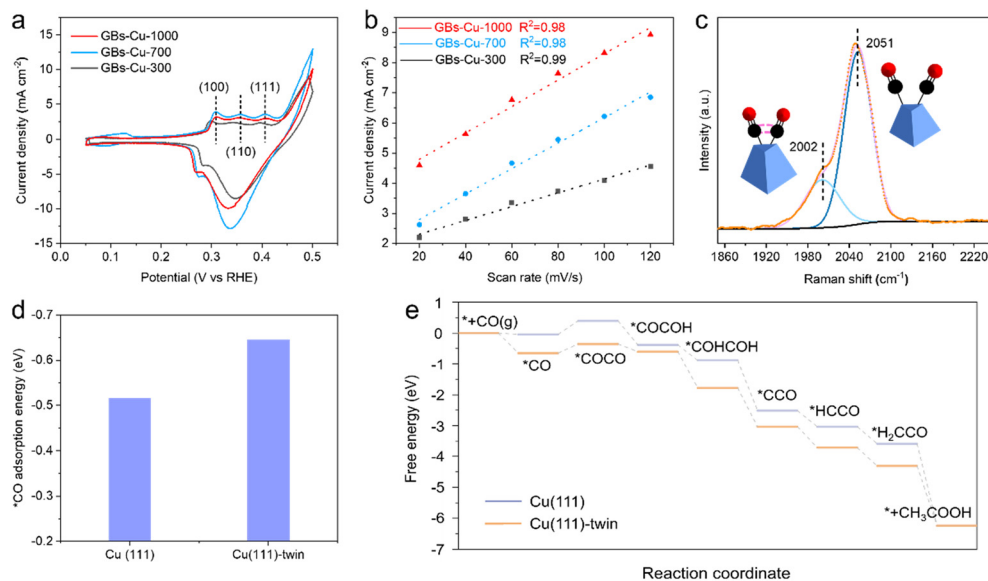 a
GBs-Cu-1000
GBs-Cu-700
GBs-Cu-300
(100)
(111)
(110)
Current density (mA cm⁻²)
15
10
5
0
-5
-10
-15
0.0 0.1 0.2 0.3 0.4 0.5
Potential (V vs RHE)
b
GBs-Cu-1000 R²=0.98
GBs-Cu-700 R²=0.98
GBs-Cu-300 R²=0.99
Current density (mA cm⁻²)
10
9
8
7
6
5
4
3
2
20 40 60 80 100 120
Scan rate (mV/s)
c
2051
2002
Intensity (a.u.)
1860 1920 1980 2040 2100 2160 2220
Raman shift (cm⁻¹)
d
*CO adsorption energy (eV)
-0.7
-0.6
-0.5
-0.4
-0.3
-0.2
Cu (111) Cu(111)-twin
e
Free energy (eV)
1
0
-1
-2
-3
-4
-5
-6
-7
*+CO(g)
*CO
*COCO
*COCOH
*COHCOH
*CCO
*HCCO
*H₂CCO
*+CH₃COOH
Cu(111)
Cu(111)-twin
Reaction coordinate